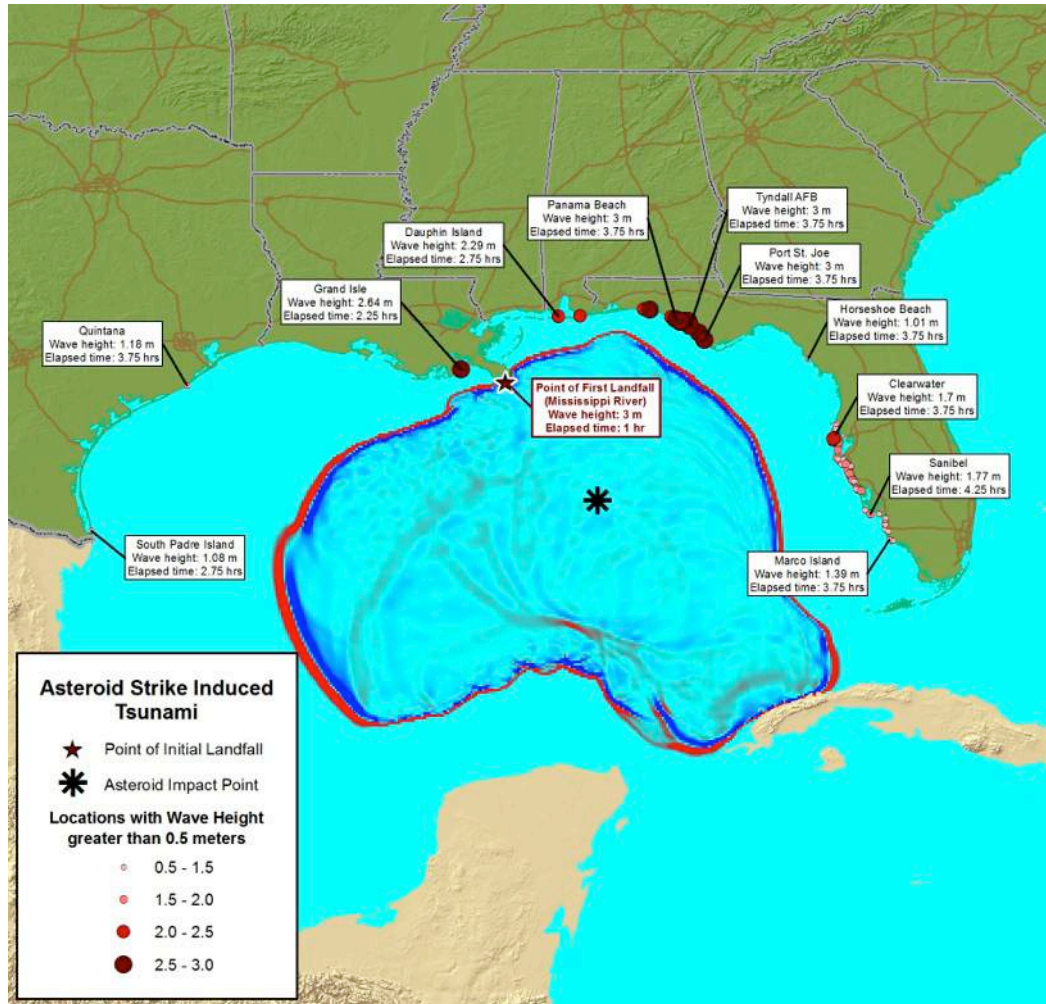 Tyndall AFB
Wave height: 3 m
Elapsed time: 3.75 hrs
Panama Beach
Wave height: 3 m
Elapsed time: 3.75 hrs
Dauphin Island
Wave height: 2.29 m
Elapsed time: 2.75 hrs
Port St. Joe
Wave height: 3 m
Elapsed time: 3.75 hrs
Grand Isle
Wave height: 2.64 m
Elapsed time: 2.25 hrs
Horseshoe Beach
Wave height: 1.01 m
Elapsed time: 3.75 hrs
Quintana
Wave height: 1.18 m
Elapsed time: 3.75 hrs
Point of First Landfall
(Mississippi River)
Wave height: 3 m
Elapsed time: 1 hr
Clearwater
Wave height: 1.7 m
Elapsed time: 3.75 hrs
Sanibel
Wave height: 1.77 m
Elapsed time: 4.25 hrs
South Padre Island
Wave height: 1.08 m
Elapsed time: 2.75 hrs
Marco Island
Wave height: 1.39 m
Elapsed time: 3.75 hrs
Asteroid Strike Induced
Tsunami
Point of Initial Landfall
Asteroid Impact Point
Locations with Wave Height
greater than 0.5 meters
0.5 - 1.5
1.5 - 2.0
2.0 - 2.5
2.5 - 3.0